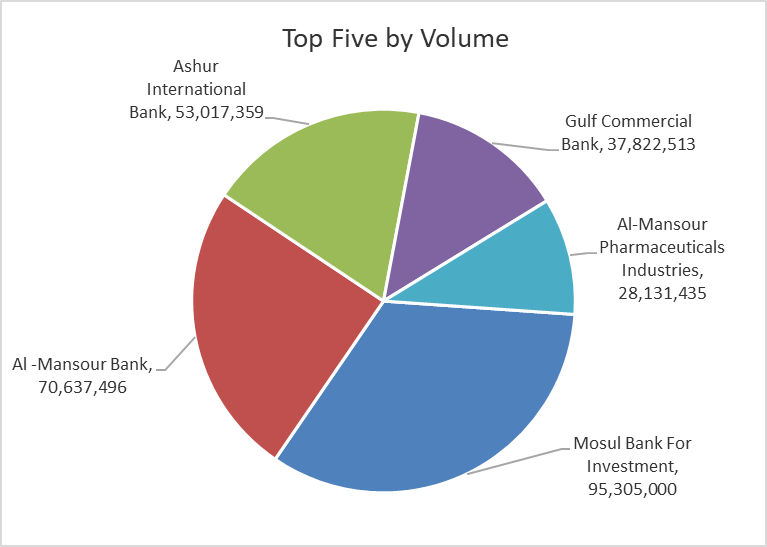 Top Five by Volume
Ashur
International
Bank, 53,017,359
Gulf Commercial
Bank, 37,822,513
Al-Mansour
Pharmaceuticals
Industries,
28,131,435
Al -Mansour Bank,
70,637,496
Mosul Bank For
Investment,
95,305,000